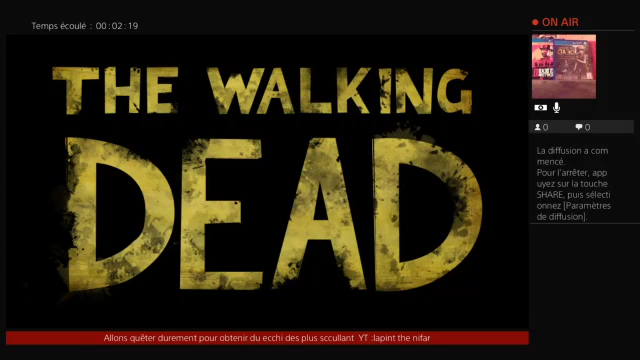 Temps écoulé : 00:02:19
ON AIR
THE WALKING
DEAD
0 0
La diffusion a com
mencé.
Pour l'arrêter, app
uyez sur la touche
SHARE, puis sélecti
onnez [Paramètres
de diffusion].
Allons quêter durement pour obtenir du ecchi des plus sccullant YT :lapint the nifar